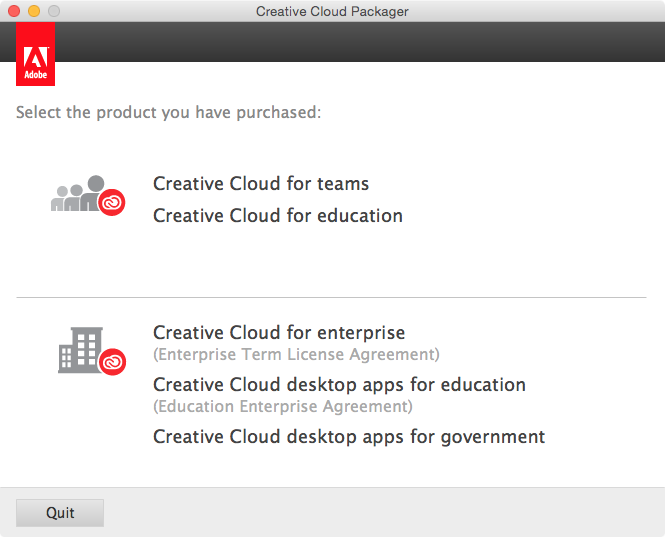 Creative Cloud Packager
Adobe
Select the product you have purchased:
Creative Cloud for teams
Creative Cloud for education
Creative Cloud for enterprise
(Enterprise Term License Agreement)
Creative Cloud desktop apps for education
(Education Enterprise Agreement)
Creative Cloud desktop apps for government
Quit